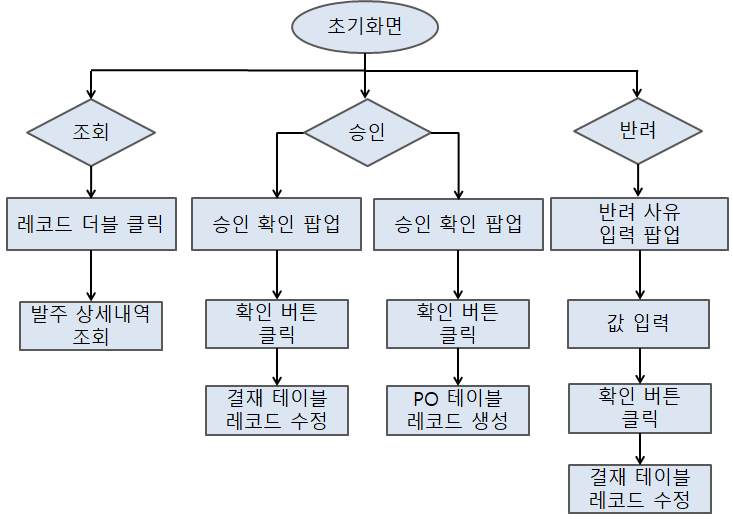 초기화면
조회
승인
반려
레코드 더블 클릭
승인 확인 팝업
승인 확인 팝업
반려 사유
입력 팝업
발주 상세내역
조회
확인 버튼
클릭
확인 버튼
클릭
값 입력
결재 테이블
레코드 수정
PO 테이블
레코드 생성
확인 버튼
클릭
결재 테이블
레코드 수정